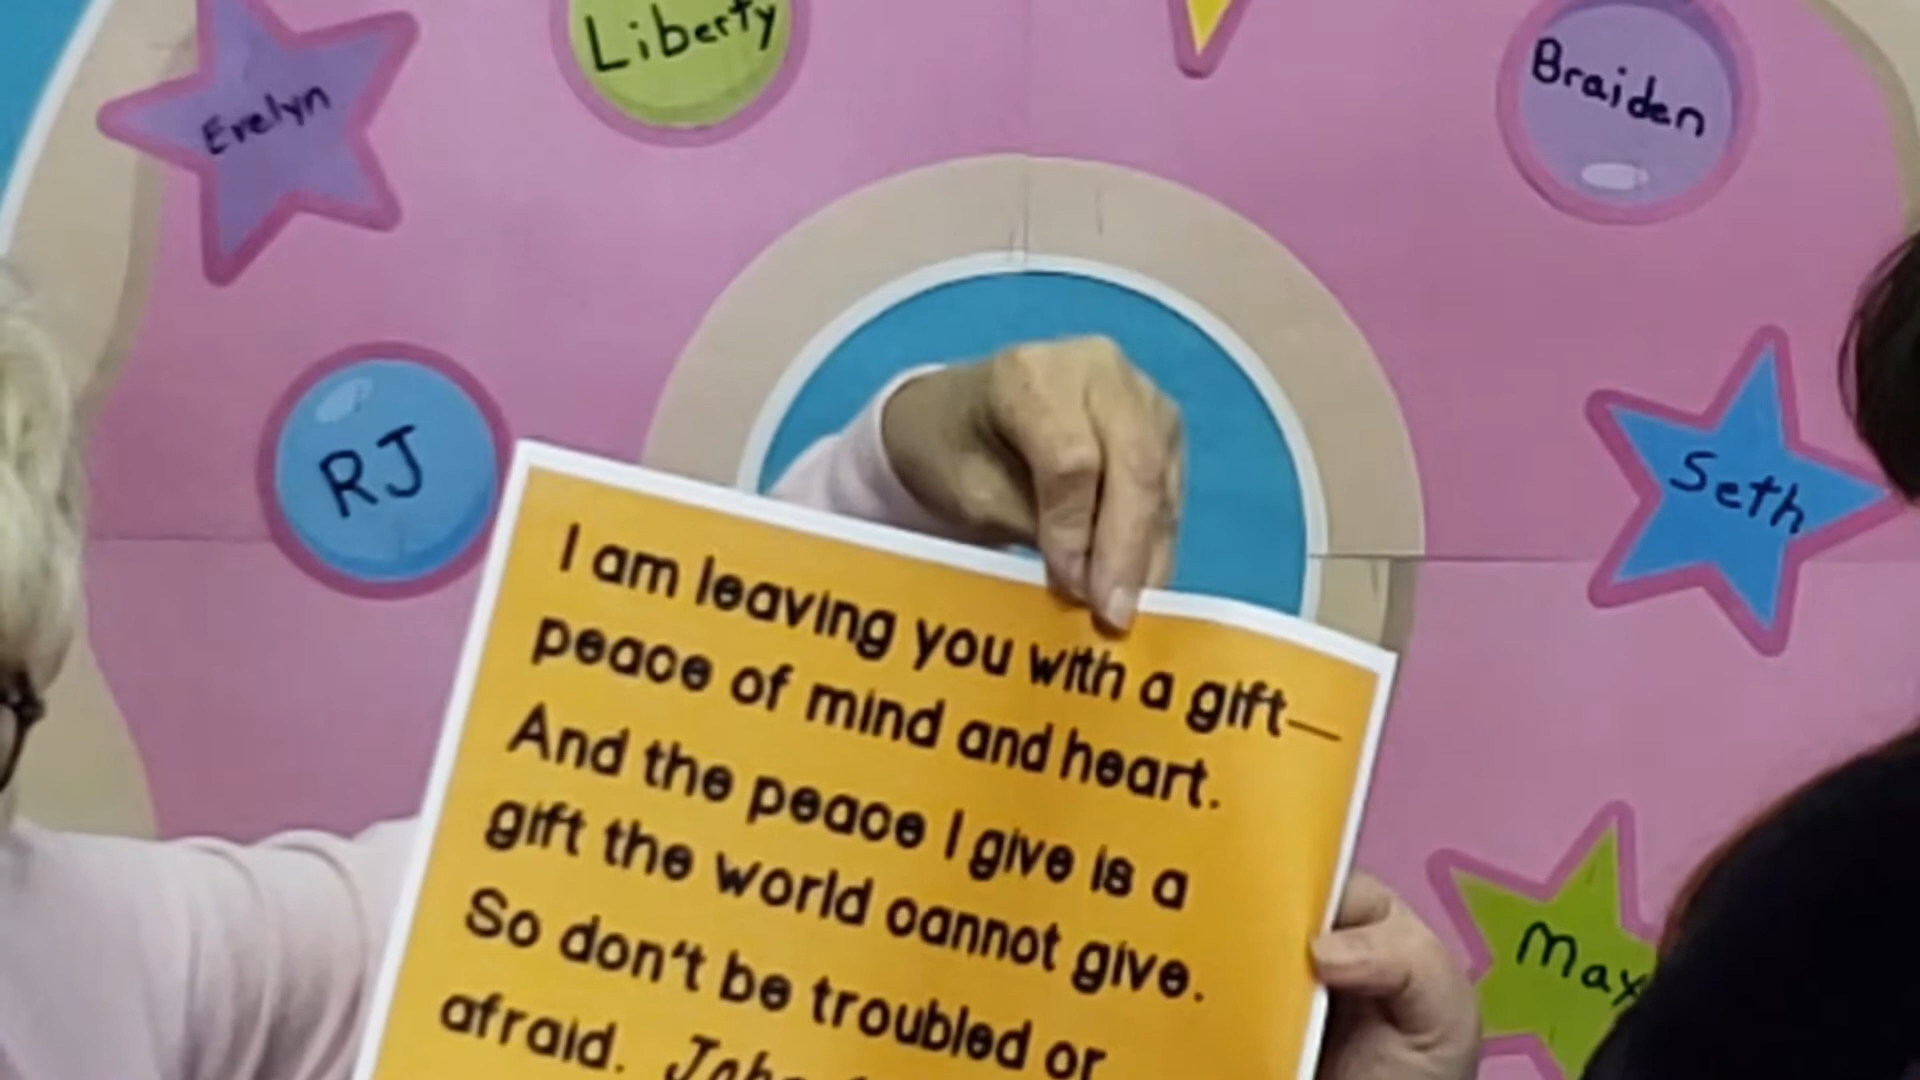 Liberty
Evelyn
Braiden
RJ
Seth
I am leaving you with a gift—
peace of mind and heart.
And the peace I give is a
gift the world cannot give.
So don't be troubled or
afraid.
May